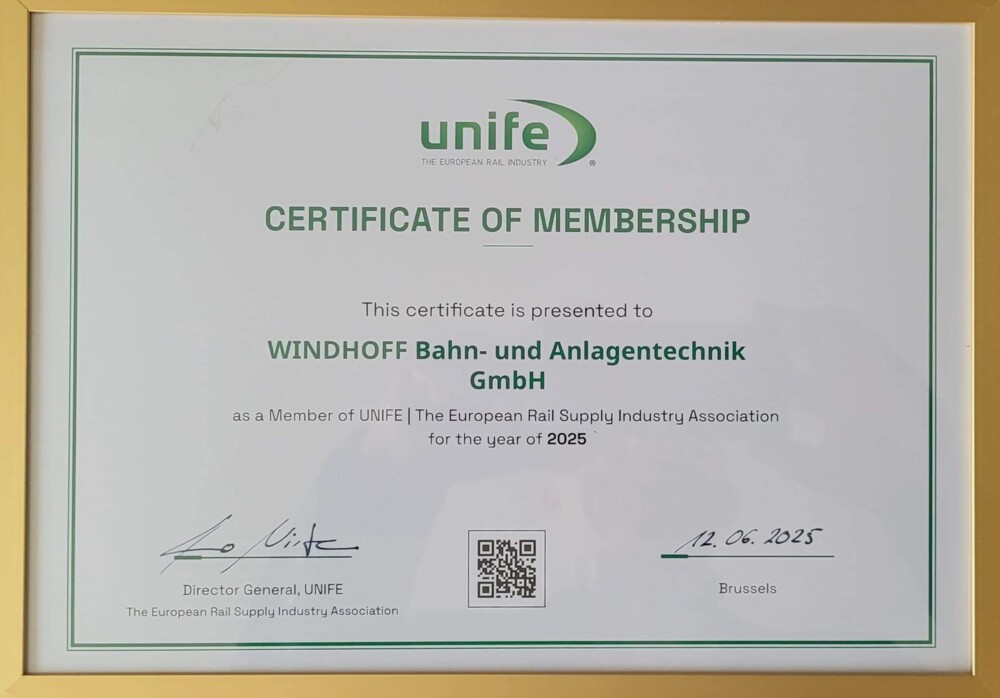 unife
THE EUROPEAN RAIL INDUSTRY ®
CERTIFICATE OF MEMBERSHIP
This certificate is presented to
WINDHOFF Bahn- und Anlagentechnik
GmbH
as a Member of UNIFE | The European Rail Supply Industry Association
for the year of 2025
12.06.2025
Director General, UNIFE
The European Rail Supply Industry Association
Brussels